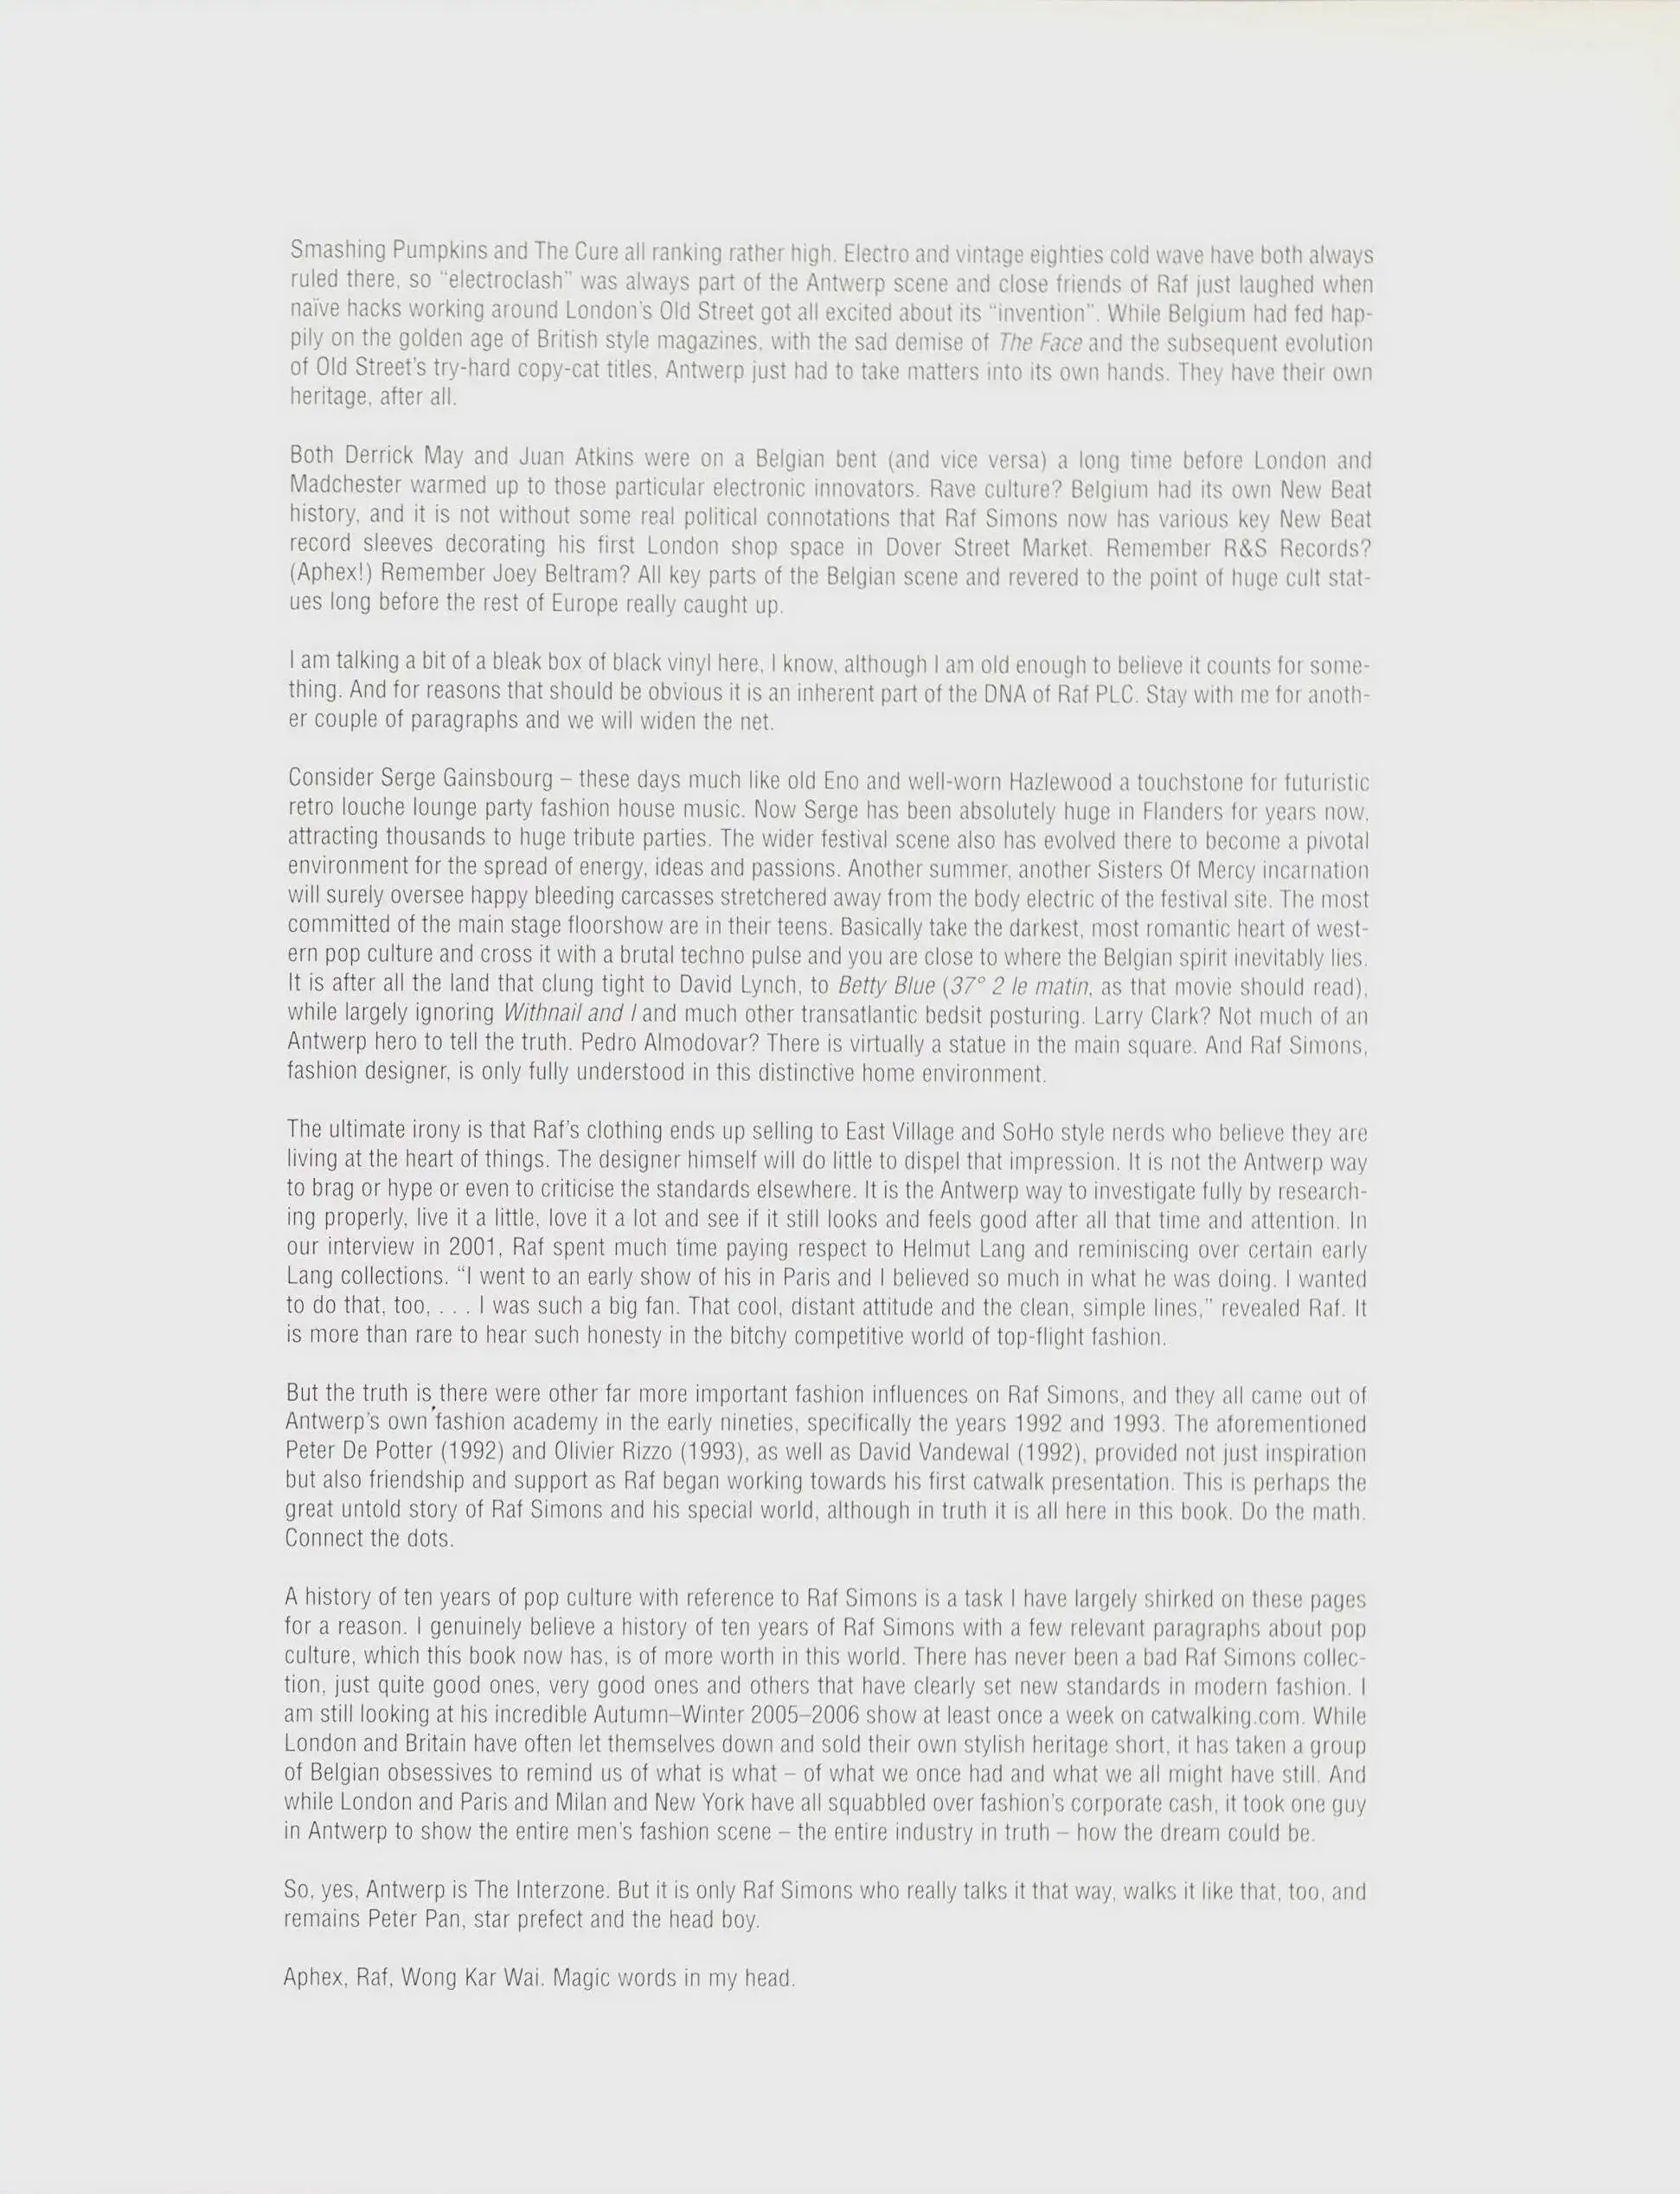 Smashing Pumpkins and The Cure all ranking rather high. Electro and vintage eighties cold wave have both always
ruled there, so “electroclash” was always part of the Antwerp scene and close friends of Raf just laughed when
naïve hacks working around London's Old Street got all excited about its “invention”. While Belgium had fed hap-
pily on the golden age of British style magazines, with the sad demise of The Face and the subsequent evolution
of Old Street's try-hard copy-cat titles, Antwerp just had to take matters into its own hands. They have their own
heritage, after all.

Both Derrick May and Juan Atkins were on a Belgian bent (and vice versa) a long time before London and
Madchester warmed up to those particular electronic innovators. Rave culture? Belgium had its own New Beat
history, and it is not without some real political connotations that Raf Simons now has various key New Beat
record sleeves decorating his first London shop space in Dover Street Market. Remember R&S Records?
(Aphex!) Remember Joey Beltram? All key parts of the Belgian scene and revered to the point of huge cult stat-
ues long before the rest of Europe really caught up.

I am talking a bit of a bleak box of black vinyl here, I know, although I am old enough to believe it counts for some-
thing. And for reasons that should be obvious it is an inherent part of the DNA of Raf PLC. Stay with me for anoth-
er couple of paragraphs and we will widen the net.

Consider Serge Gainsbourg – these days much like old Eno and well-worn Hazlewood a touchstone for futuristic
retro louche lounge party fashion house music. Now Serge has been absolutely huge in Flanders for years now,
attracting thousands to huge tribute parties. The wider festival scene also has evolved there to become a pivotal
environment for the spread of energy, ideas and passions. Another summer, another Sisters Of Mercy incarnation
will surely oversee happy bleeding carcasses stretchered away from the body electric of the festival site. The most
committed of the main stage floorshow are in their teens. Basically take the darkest, most romantic heart of west-
ern pop culture and cross it with a brutal techno pulse and you are close to where the Belgian spirit inevitably lies.
It is after all the land that clung tight to David Lynch, to Betty Blue (37° 2 le matin, as that movie should read),
while largely ignoring Withnail and I and much other transatlantic bedsit posturing. Larry Clark? Not much of an
Antwerp hero to tell the truth. Pedro Almodovar? There is virtually a statue in the main square. And Raf Simons,
fashion designer, is only fully understood in this distinctive home environment.

The ultimate irony is that Raf's clothing ends up selling to East Village and SoHo style nerds who believe they are
living at the heart of things. The designer himself will do little to dispel that impression. It is not the Antwerp way
to brag or hype or even to criticise the standards elsewhere. It is the Antwerp way to investigate fully by research-
ing properly, live it a little, love it a lot and see if it still looks and feels good after all that time and attention. In
our interview in 2001, Raf spent much time paying respect to Helmut Lang and reminiscing over certain early
Lang collections. “I went to an early show of his in Paris and I believed so much in what he was doing. I wanted
to do that, too, . . . I was such a big fan. That cool, distant attitude and the clean, simple lines,” revealed Raf. It
is more than rare to hear such honesty in the bitchy competitive world of top-flight fashion.

But the truth is there were other far more important fashion influences on Raf Simons, and they all came out of
Antwerp's own fashion academy in the early nineties, specifically the years 1992 and 1993. The aforementioned
Peter De Potter (1992) and Olivier Rizzo (1993), as well as David Vandewal (1992), provided not just inspiration
but also friendship and support as Raf began working towards his first catwalk presentation. This is perhaps the
great untold story of Raf Simons and his special world, although in truth it is all here in this book. Do the math.
Connect the dots.

A history of ten years of pop culture with reference to Raf Simons is a task I have largely shirked on these pages
for a reason. I genuinely believe a history of ten years of Raf Simons with a few relevant paragraphs about pop
culture, which this book now has, is of more worth in this world. There has never been a bad Raf Simons collec-
tion, just quite good ones, very good ones and others that have clearly set new standards in modern fashion. I
am still looking at his incredible Autumn–Winter 2005–2006 show at least once a week on catwalking.com. While
London and Britain have often let themselves down and sold their own stylish heritage short, it has taken a group
of Belgian obsessives to remind us of what is what – of what we once had and what we all might have still. And
while London and Paris and Milan and New York have all squabbled over fashion's corporate cash, it took one guy
in Antwerp to show the entire men's fashion scene – the entire industry in truth – how the dream could be.

So, yes, Antwerp is The Interzone. But it is only Raf Simons who really talks it that way, walks it like that, too, and
remains Peter Pan, star prefect and the head boy.

Aphex, Raf, Wong Kar Wai. Magic words in my head.